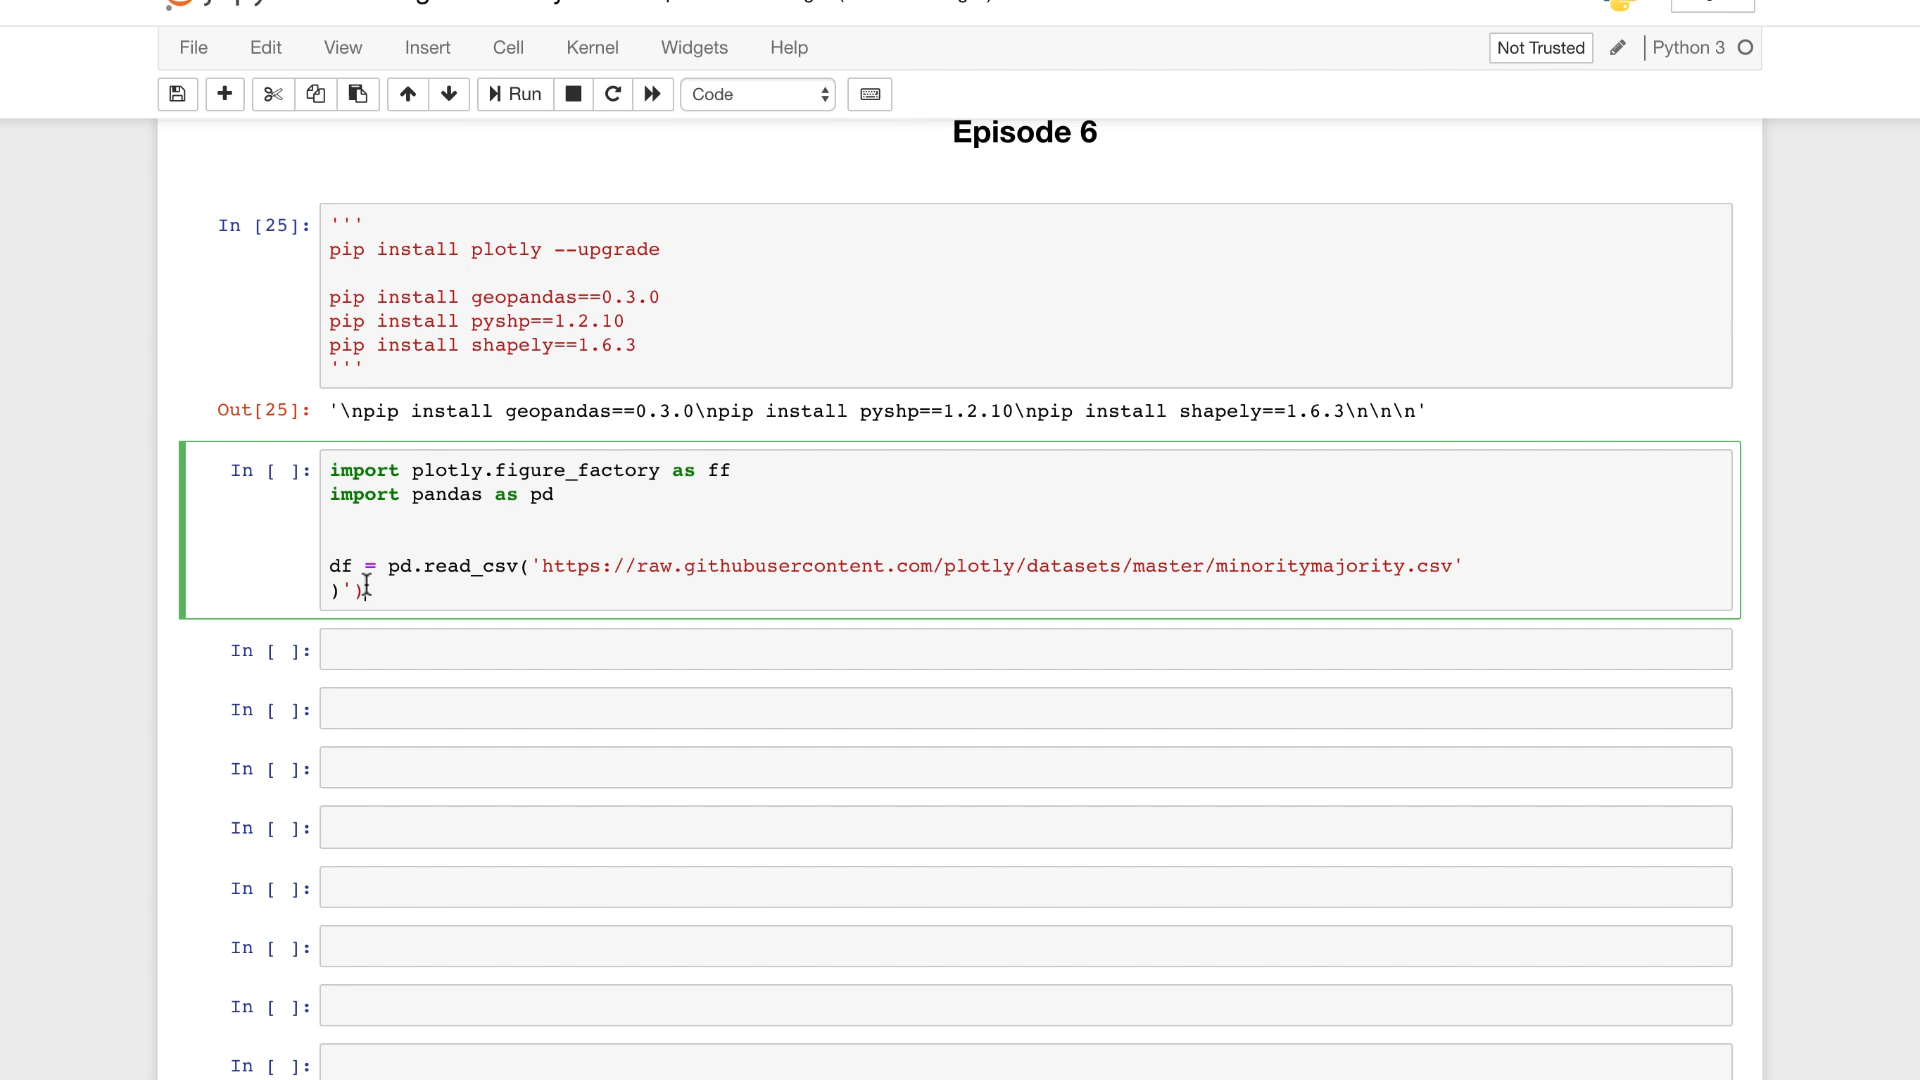 File Edit View Insert Cell Kernel Widgets Help Not Trusted Python 3
Run Code
Episode 6
In [25]: '''
pip install plotly --upgrade
pip install geopandas==0.3.0
pip install pyshp==1.2.10
pip install shapely==1.6.3
'''
Out[25]: '\npip install geopandas==0.3.0\npip install pyshp==1.2.10\npip install shapely==1.6.3\n\n\n'
In [ ]: import plotly.figure_factory as ff
import pandas as pd
df = pd.read_csv('https://raw.githubusercontent.com/plotly/datasets/master/minoritymajority.csv'
)')
In [ ]:
In [ ]:
In [ ]:
In [ ]:
In [ ]:
In [ ]:
In [ ]:
In [ ]: